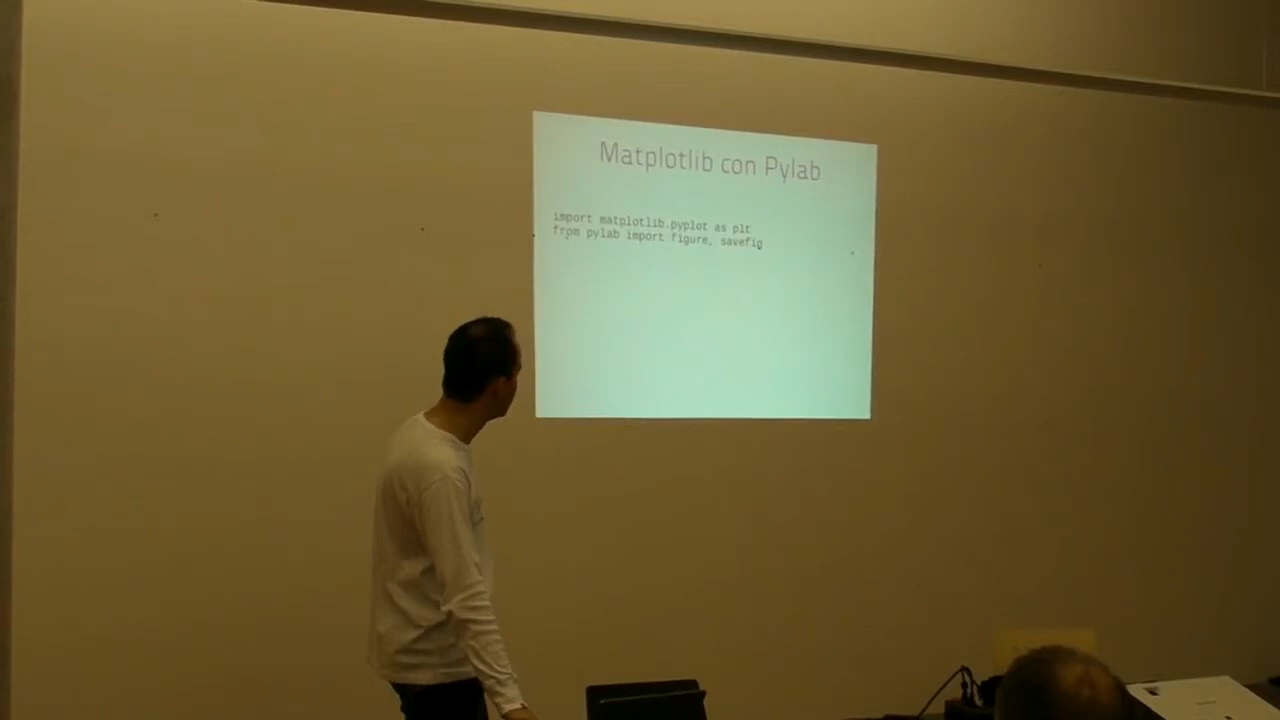 Matplotlib con Pylab
import matplotlib.pyplot as plt
from pylab import figure, savefig